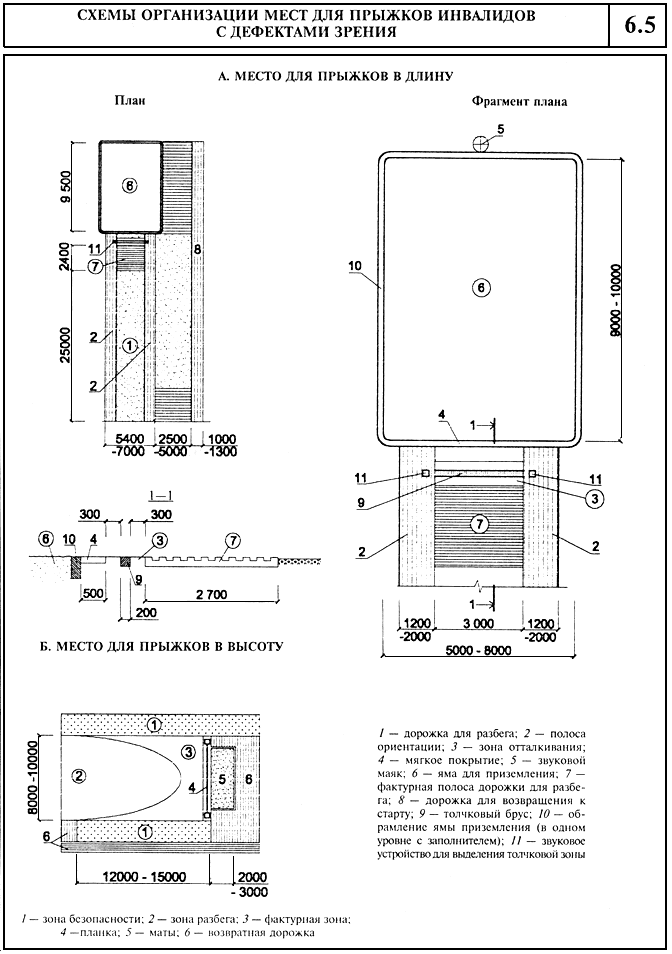 СХЕМЫ ОРГАНИЗАЦИИ МЕСТ ДЛЯ ПРЫЖКОВ ИНВАЛИДОВ
С ДЕФЕКТАМИ ЗРЕНИЯ
6.5
А. МЕСТО ДЛЯ ПРЫЖКОВ В ДЛИНУ
План
9 500
2400
25000
6
11
7
8
2
1
2
5400
-7000
2500
-5000
1000
-1300
Фрагмент плана
5
10
6
9000 - 10000
4
1
11
9
11
3
7
2
2
1
1200
-2000
3 000
1200
-2000
5000 - 8000
1—1
300
300
6
10
4
3
7
9
500
200
2 700
Б. МЕСТО ДЛЯ ПРЫЖКОВ В ВЫСОТУ
8000 -10000
1
2
3
4
5
6
1
6
12000 - 15000
2000
- 3000
1 — дорожка для разбега; 2 — полоса
ориентации; 3 — зона отталкивания;
4 — мягкое покрытие; 5 — звуковой
маяк; 6 — яма для приземления; 7 —
фактурная полоса дорожки для разбе-
га; 8 — дорожка для возвращения к
старту; 9 — толчковый брус; 10 — об-
рамление ямы приземления (в одном
уровне с заполнителем); 11 — звуковое
устройство для выделения толчковой зоны
1 — зона безопасности; 2 — зона разбега; 3 — фактурная зона;
4 —планка; 5 — маты; 6 — возвратная дорожка